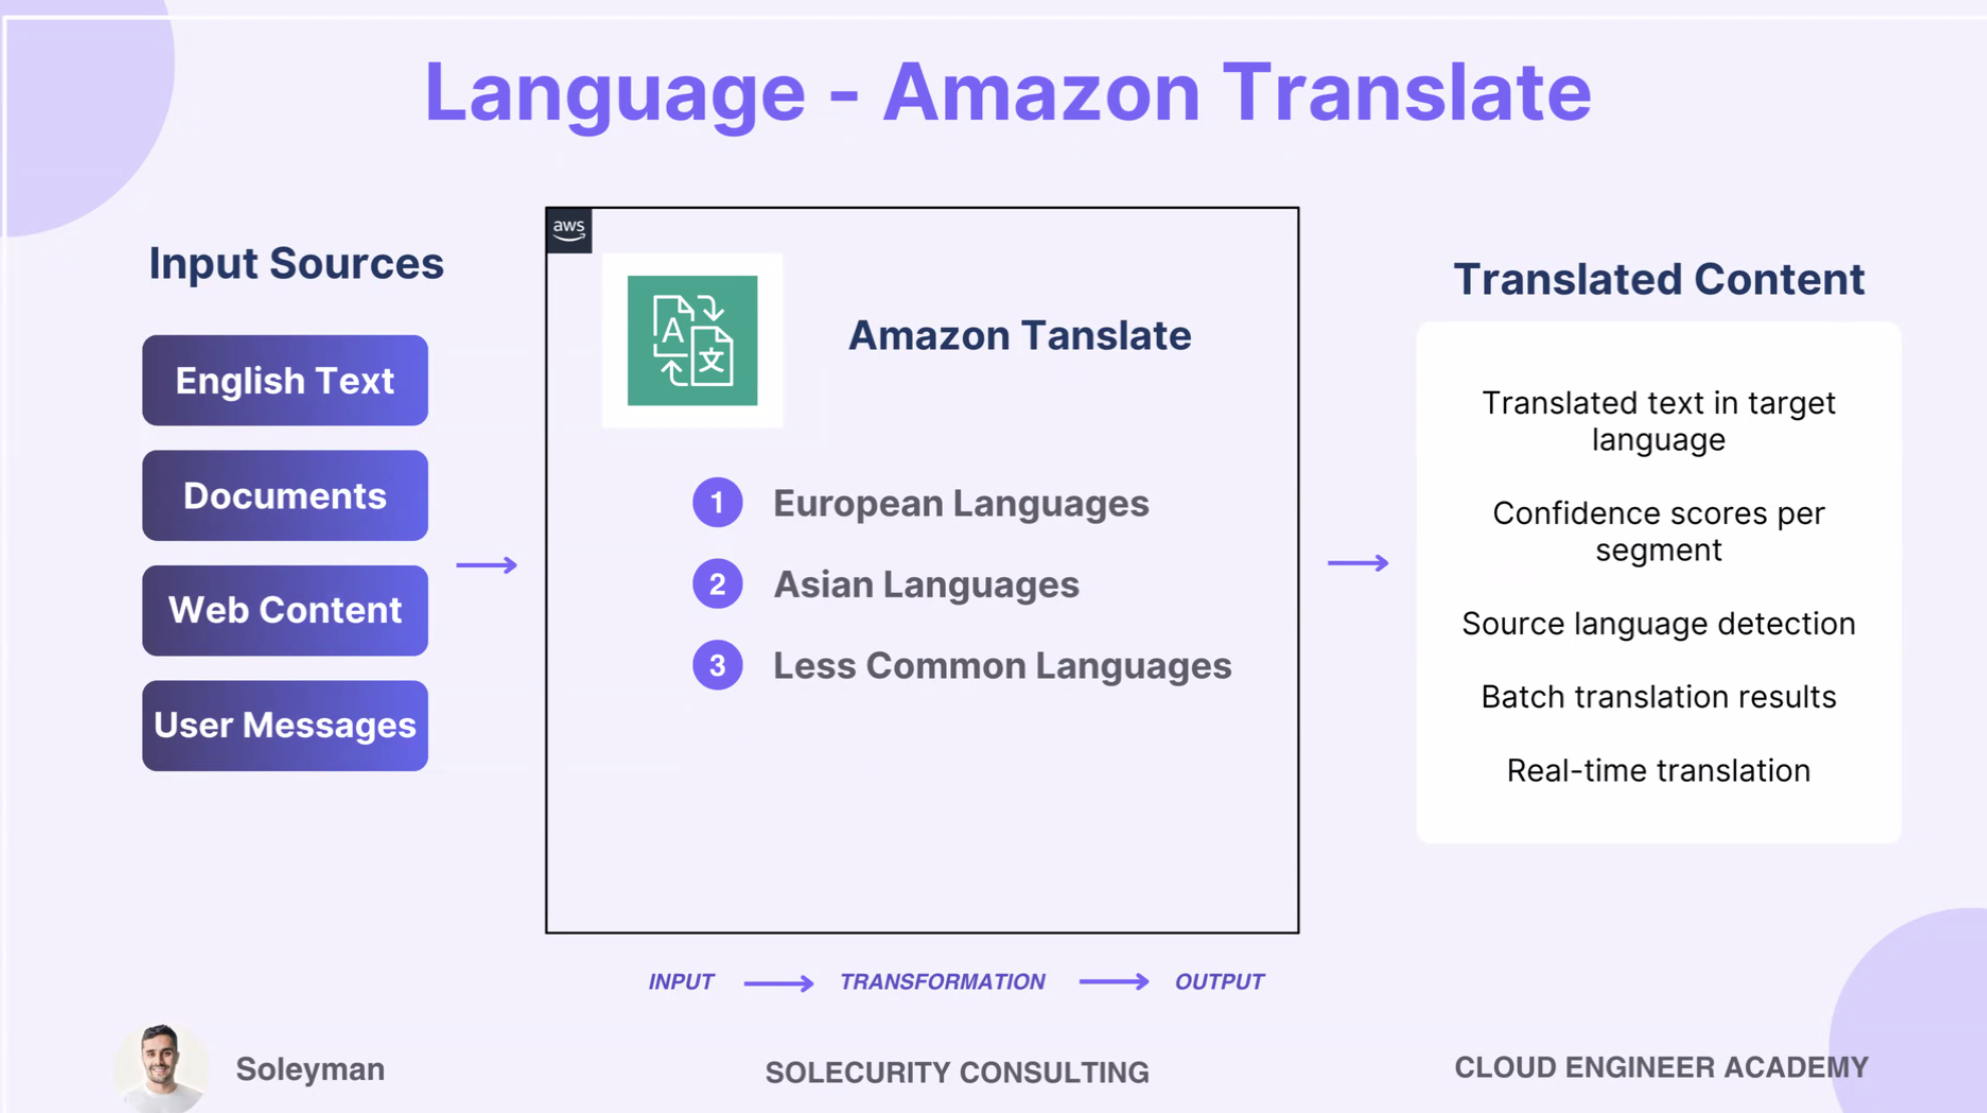 Language - Amazon Translate
Input Sources
English Text
Documents
Web Content
User Messages
aws
A
文
Amazon Tanslate
1 European Languages
2 Asian Languages
3 Less Common Languages
Translated Content
Translated text in target
language
Confidence scores per
segment
Source language detection
Batch translation results
Real-time translation
INPUT TRANSFORMATION OUTPUT
Soleyman
SOLECURITY CONSULTING
CLOUD ENGINEER ACADEMY